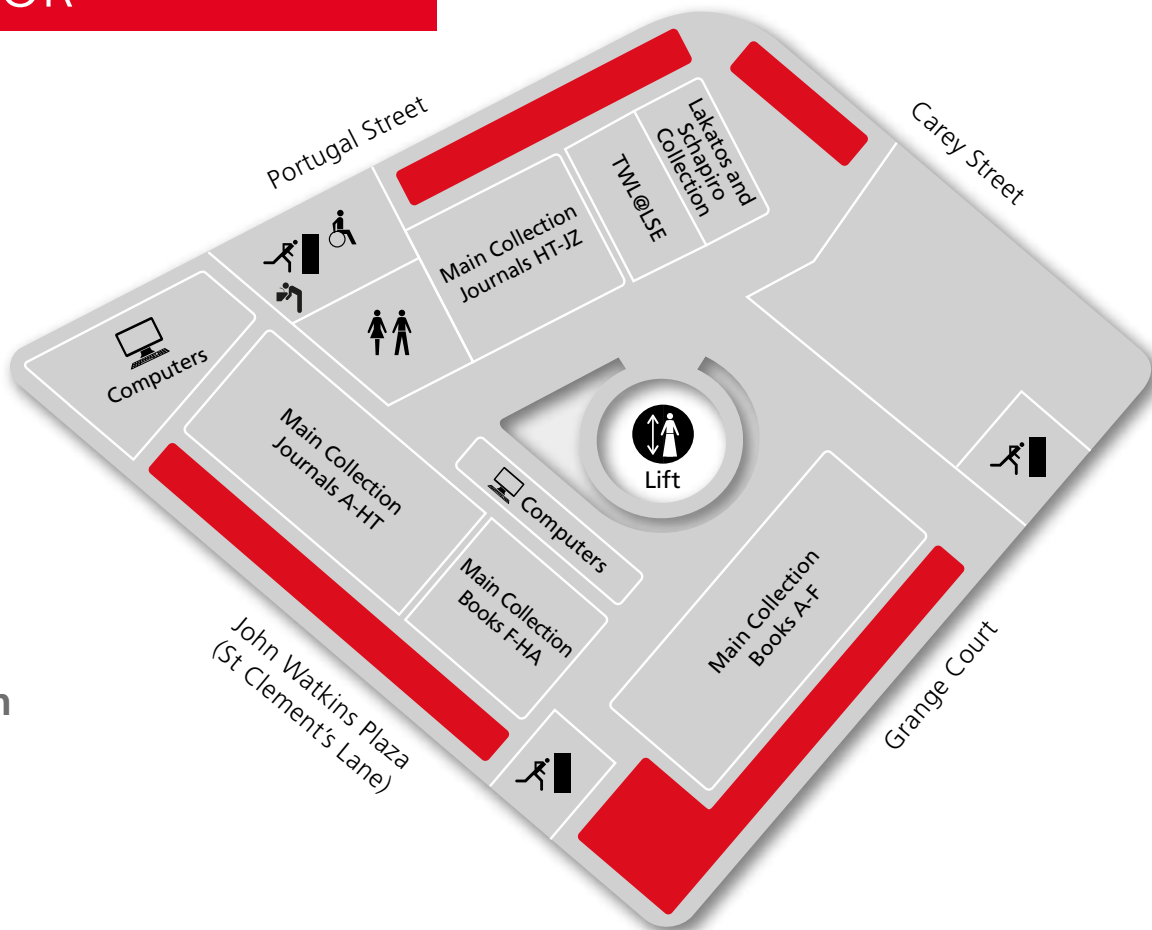 Portugal Street
Carey Street
Lakatos and
Schapiro
Collection
TWL@LSE
Main Collection
Journals HT-JZ
Computers
Main Collection
Journals A-HT
Lift
Computers
Main Collection
Books F-HA
Main Collection
Books A-F
John Watkins Plaza
(St Clement's Lane)
Grange Court